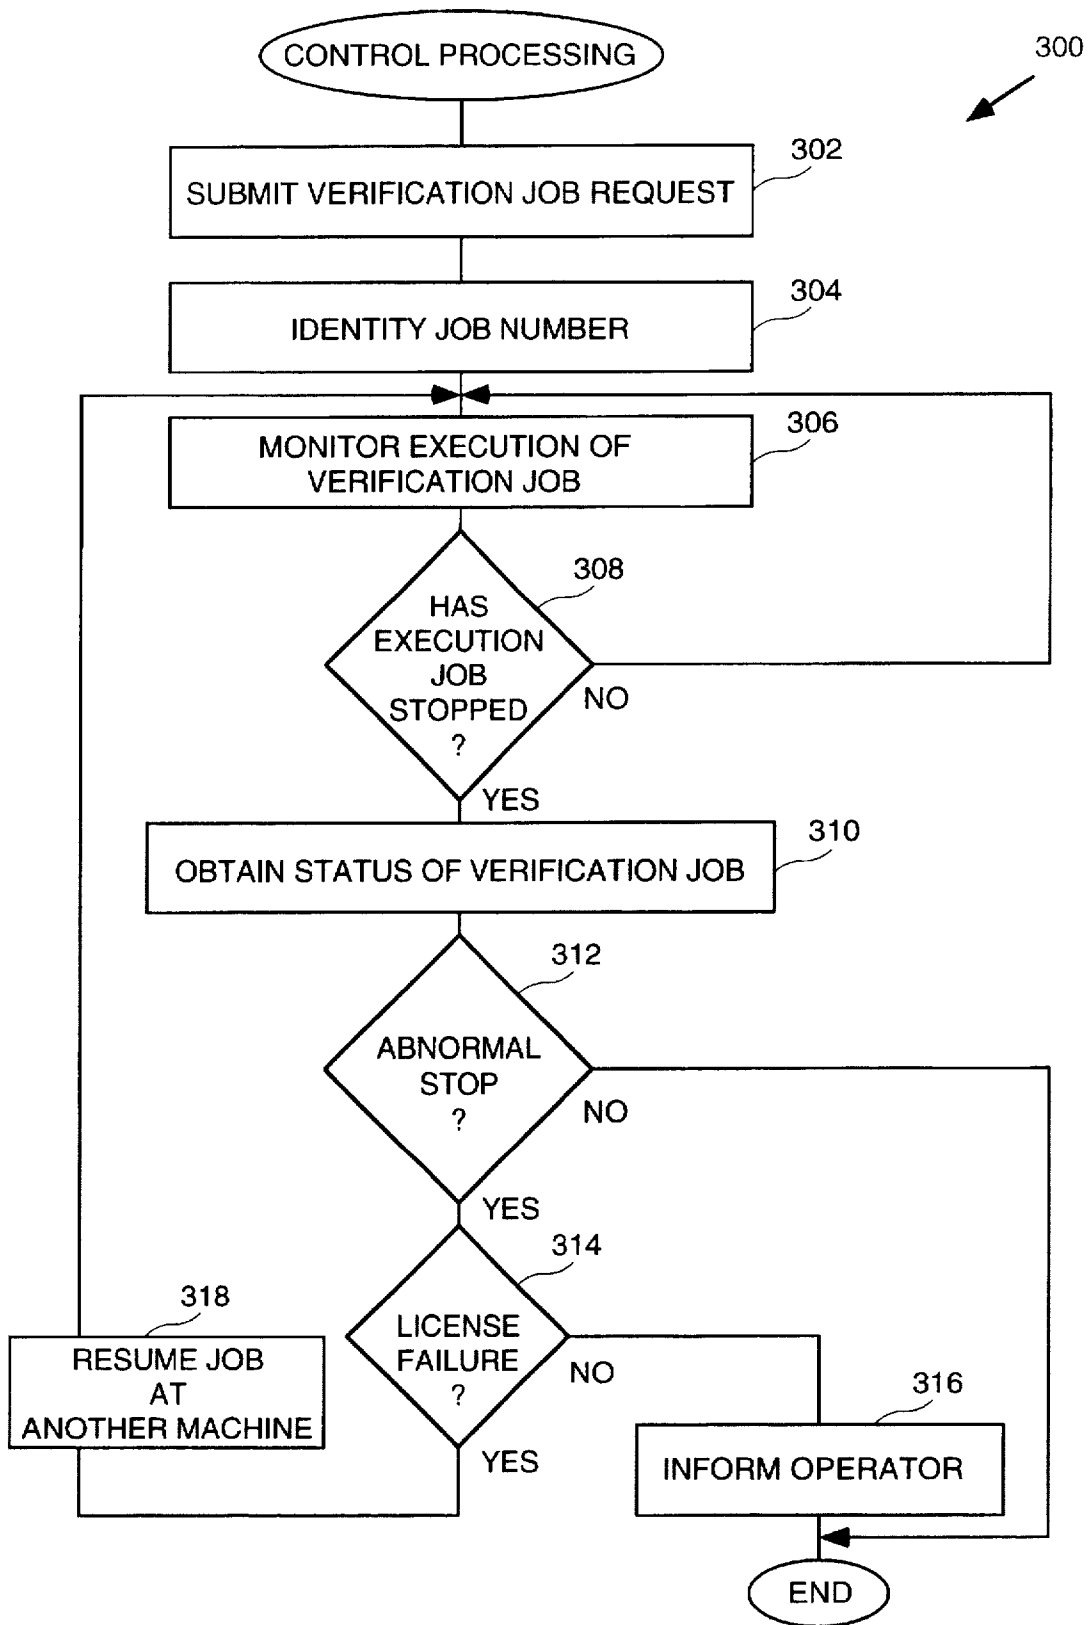 CONTROL PROCESSING
300
302
SUBMIT VERIFICATION JOB REQUEST
304
IDENTITY JOB NUMBER
306
MONITOR EXECUTION OF
VERIFICATION JOB
308
HAS
EXECUTION
JOB
STOPPED
?
NO
YES
310
OBTAIN STATUS OF VERIFICATION JOB
312
ABNORMAL
STOP
?
NO
YES
314
LICENSE
FAILURE
?
NO
YES
318
RESUME JOB
AT
ANOTHER MACHINE
316
INFORM OPERATOR
END